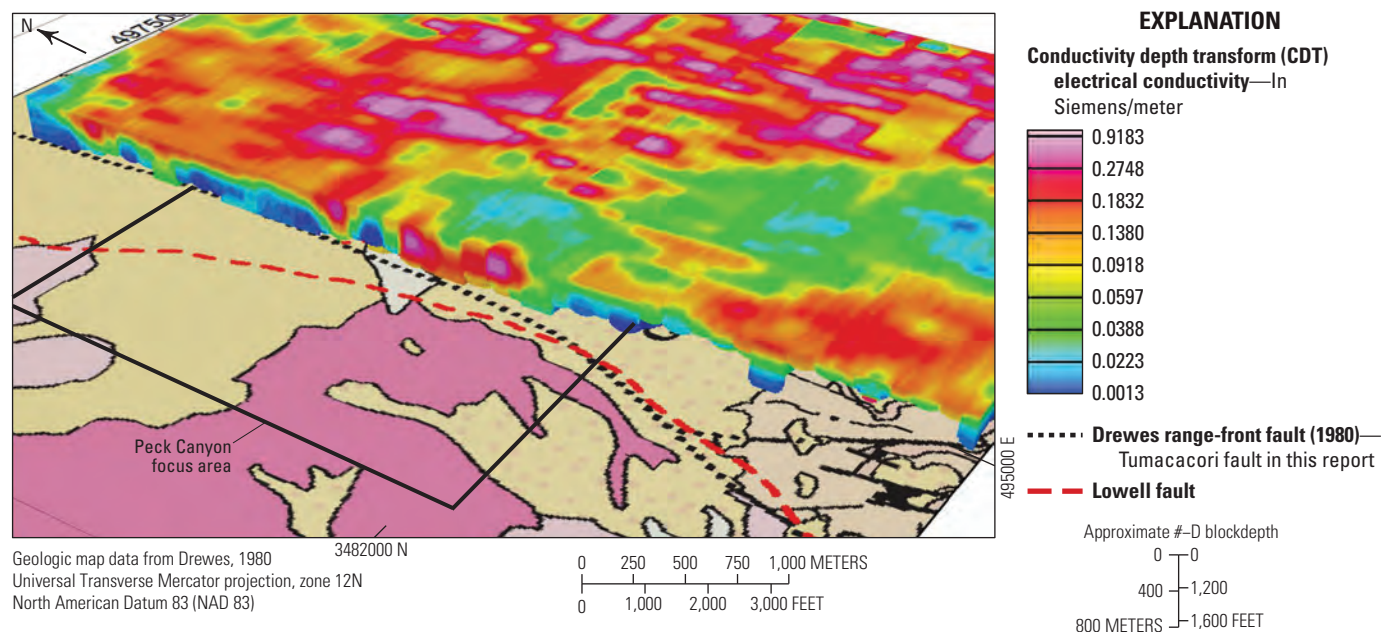 N
497500
Peck Canyon
focus area
495000 E
3482000 N
Geologic map data from Drewes, 1980
Universal Transverse Mercator projection, zone 12N
North American Datum 83 (NAD 83)
0 250 500 750 1,000 METERS
0 1,000 2,000 3,000 FEET
EXPLANATION
Conductivity depth transform (CDT)
electrical conductivity—In
Siemens/meter
0.9183
0.2748
0.1832
0.1380
0.0918
0.0597
0.0388
0.0223
0.0013
Drewes range-front fault (1980)—
Tumacacori fault in this report
Lowell fault
Approximate #–D blockdepth
0 0
400 1,200
800 METERS 1,600 FEET